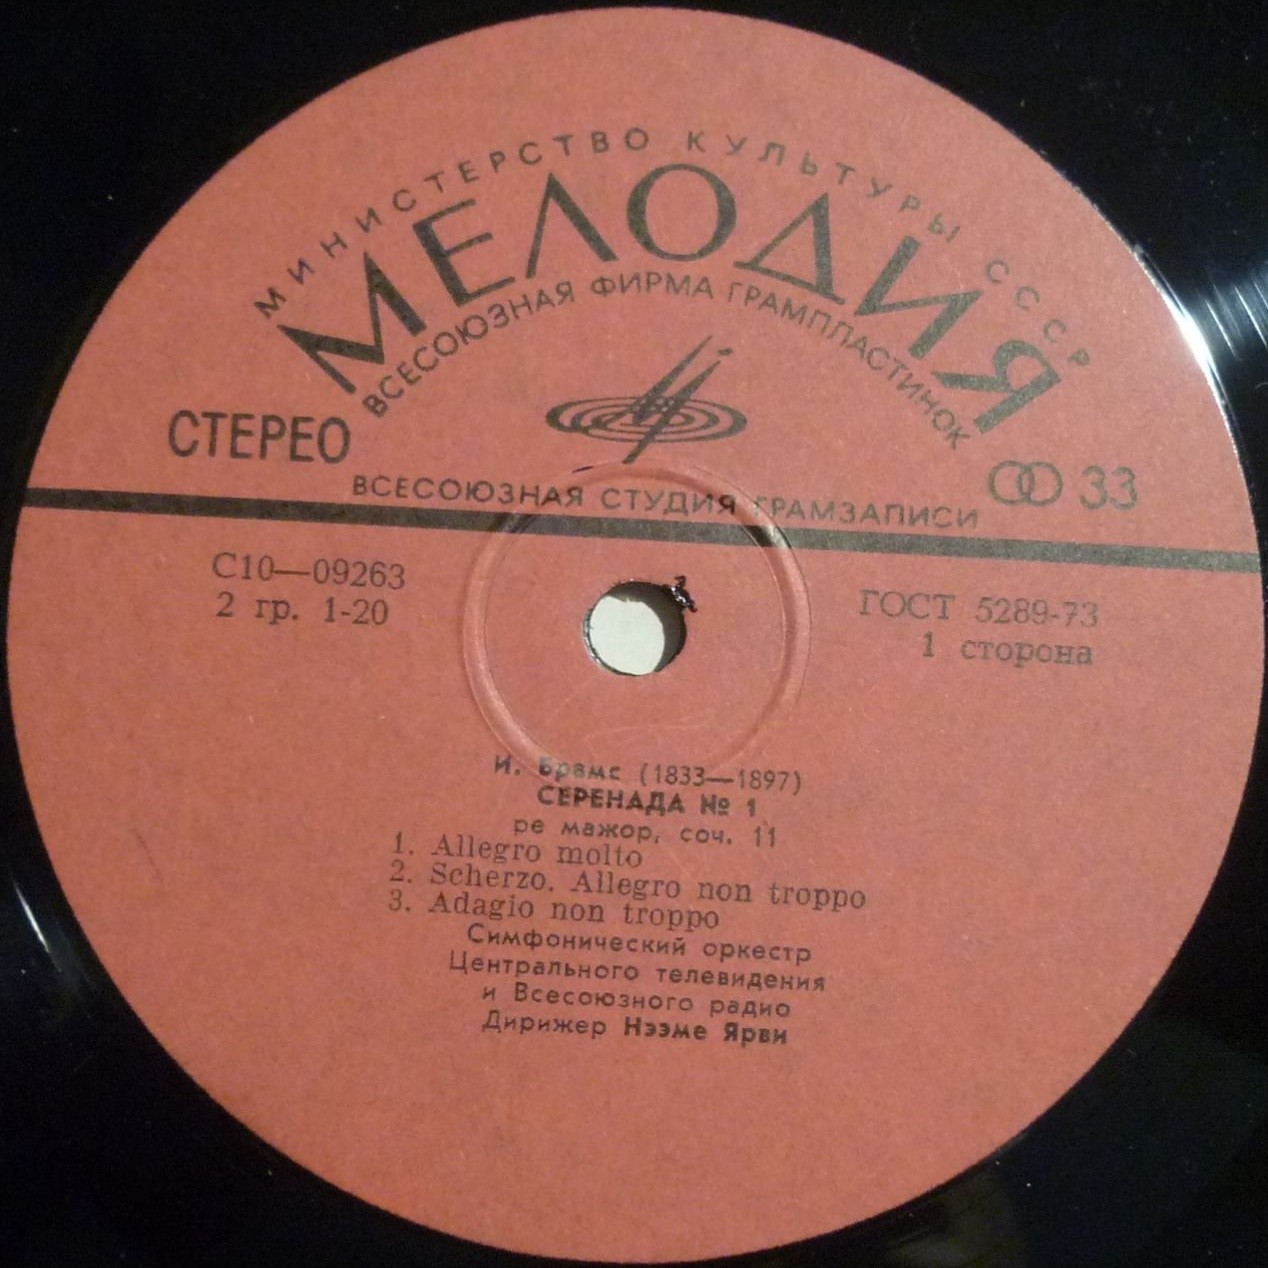 МИНИСТЕРСТВО КУЛЬТУРЫ СССР
МЕЛОДИЯ
ВСЕСОЮЗНАЯ ФИРМА ГРАМПЛАСТИНОК
СТЕРЕО
33
ВСЕСОЮЗНАЯ СТУДИЯ ГРАМЗАПИСИ
С10—09263
2 гр. 1-20
ГОСТ 5289-73
1 сторона
И. Брамс (1833—1897)
СЕРЕНАДА № 1
ре мажор, соч. 11
1. Allegro molto
2. Scherzo. Allegro non troppo
3. Adagio non troppo
Симфонический оркестр
Центрального телевидения
и Всесоюзного радио
Дирижер Нээме Ярви